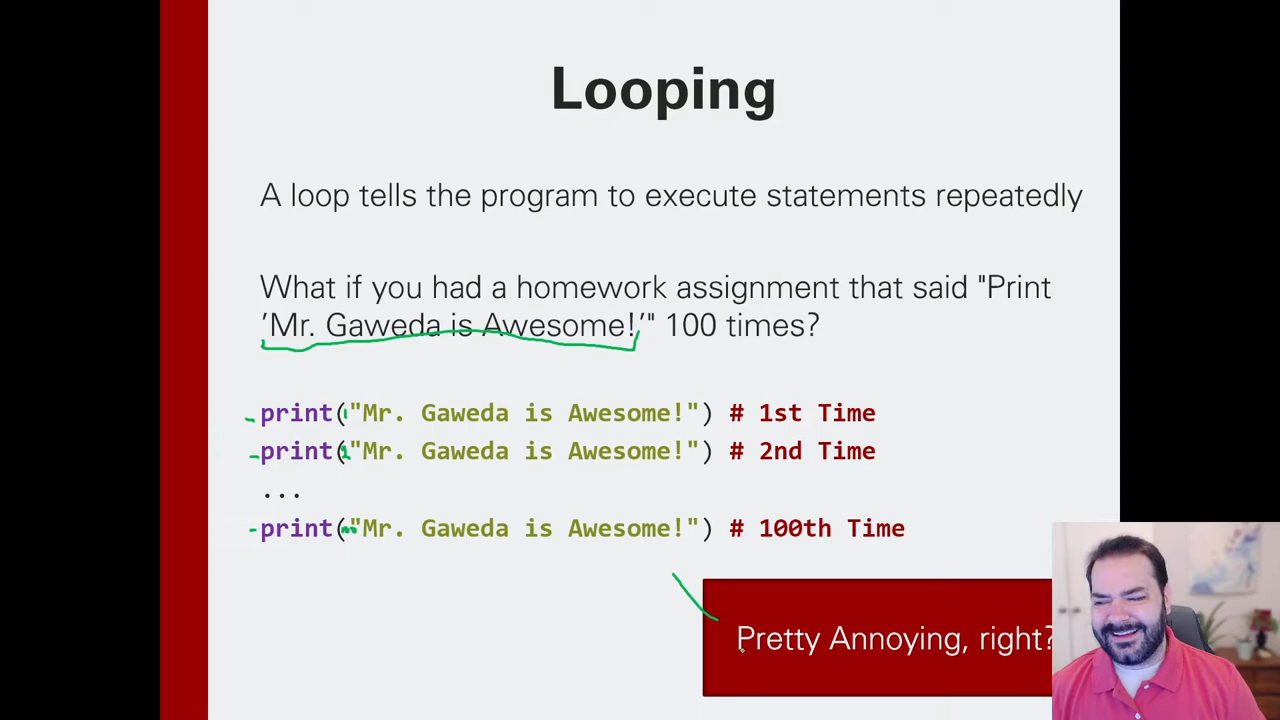 Looping
A loop tells the program to execute statements repeatedly
What if you had a homework assignment that said "Print
’Mr. Gaweda is Awesome!’" 100 times?
print("Mr. Gaweda is Awesome!") # 1st Time
print("Mr. Gaweda is Awesome!") # 2nd Time
...
print("Mr. Gaweda is Awesome!") # 100th Time
Pretty Annoying, right?